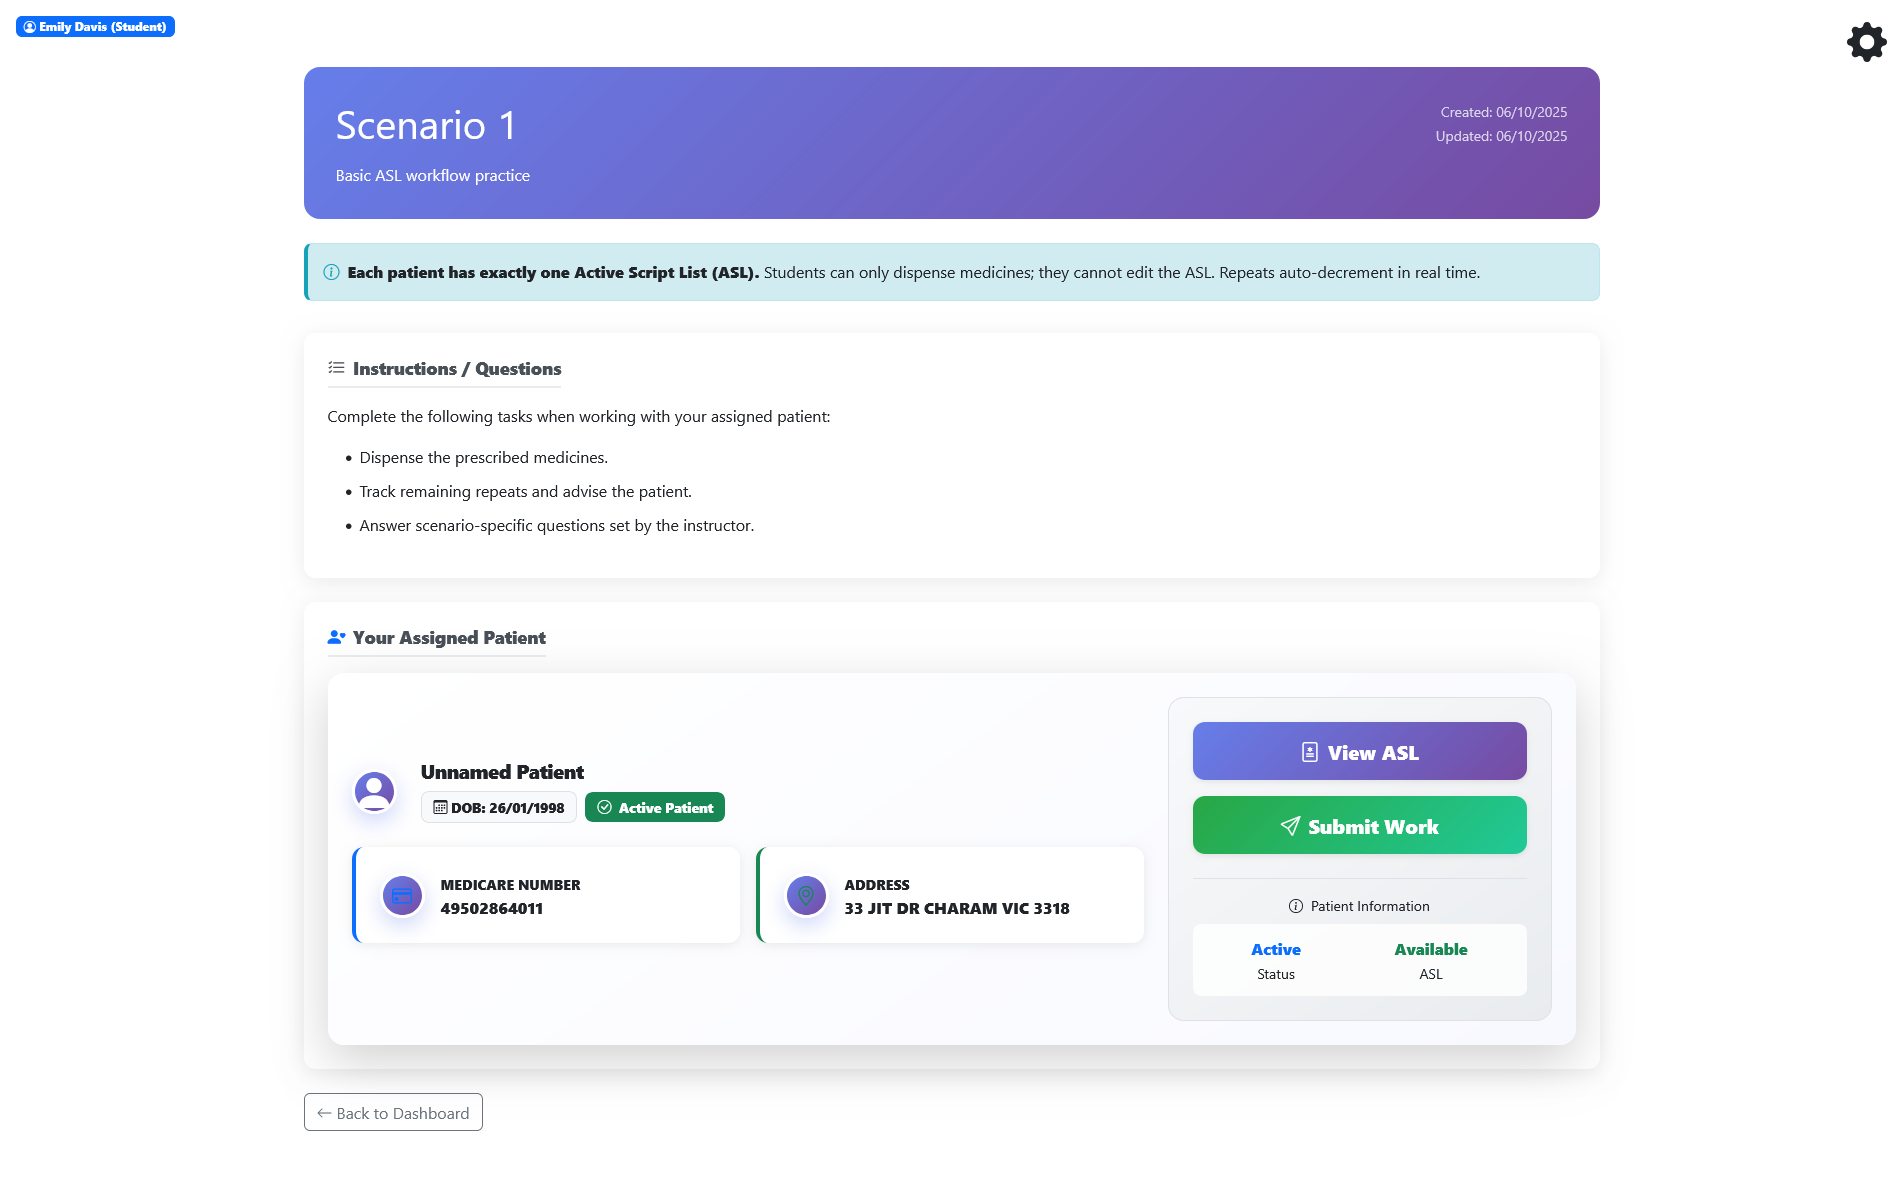 Emily Davis (Student)
Scenario 1
Basic ASL workflow practice
Created: 06/10/2025
Updated: 06/10/2025
Each patient has exactly one Active Script List (ASL). Students can only dispense medicines; they cannot edit the ASL. Repeats auto-decrement in real time.
Instructions / Questions
Complete the following tasks when working with your assigned patient:
• Dispense the prescribed medicines.
• Track remaining repeats and advise the patient.
• Answer scenario-specific questions set by the instructor.
Your Assigned Patient
Unnamed Patient
DOB: 26/01/1998
Active Patient
MEDICARE NUMBER
49502864011
ADDRESS
33 JIT DR CHARAM VIC 3318
View ASL
Submit Work
Patient Information
Active
Status
Available
ASL
← Back to Dashboard